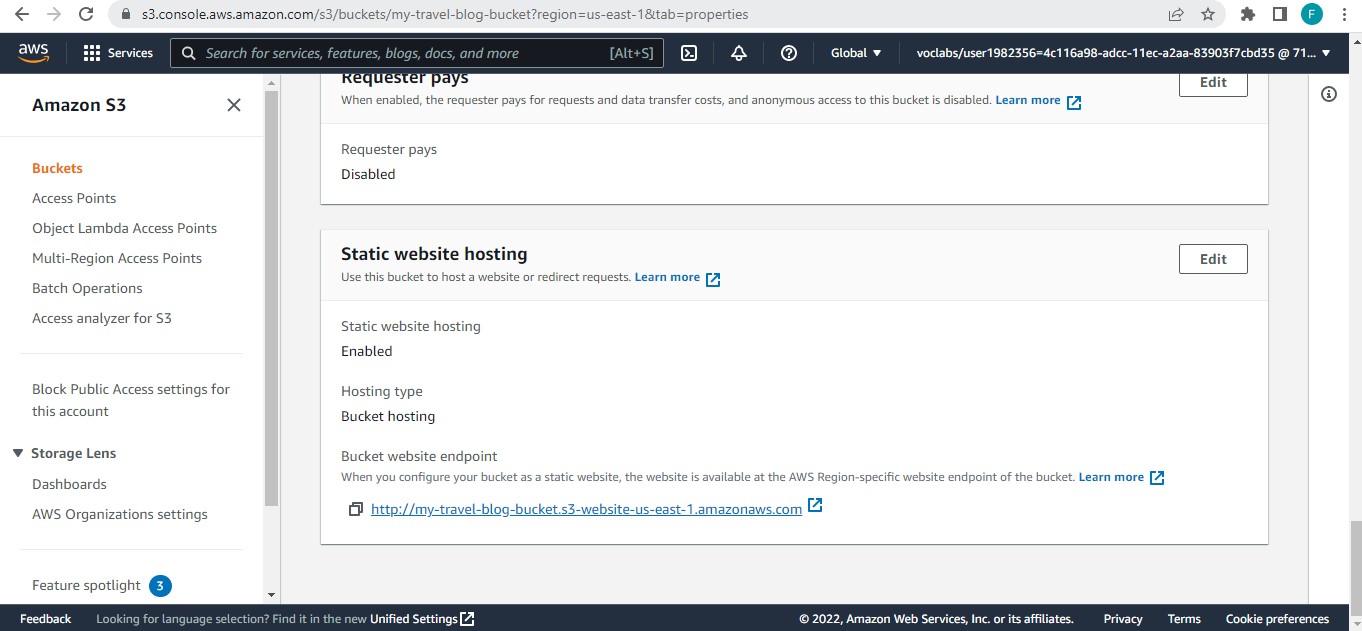 s3.console.aws.amazon.com/s3/buckets/my-travel-blog-bucket?region=us-east-1&tab=properties
F
aws
Services
Search for services, features, blogs, docs, and more
[Alt+S]
Global
voclabs/user1982356=4c116a98-adcc-11ec-a2aa-83903f7cbd35 @ 71...
Amazon S3
Buckets
Access Points
Object Lambda Access Points
Multi-Region Access Points
Batch Operations
Access analyzer for S3
Block Public Access settings for
this account
Storage Lens
Dashboards
AWS Organizations settings
Feature spotlight 3
Requester pays
Edit
When enabled, the requester pays for requests and data transfer costs, and anonymous access to this bucket is disabled. Learn more
Requester pays
Disabled
Static website hosting
Edit
Use this bucket to host a website or redirect requests. Learn more
Static website hosting
Enabled
Hosting type
Bucket hosting
Bucket website endpoint
When you configure your bucket as a static website, the website is available at the AWS Region-specific website endpoint of the bucket. Learn more
http://my-travel-blog-bucket.s3-website-us-east-1.amazonaws.com
Feedback
Looking for language selection? Find it in the new Unified Settings
© 2022, Amazon Web Services, Inc. or its affiliates.
Privacy
Terms
Cookie preferences